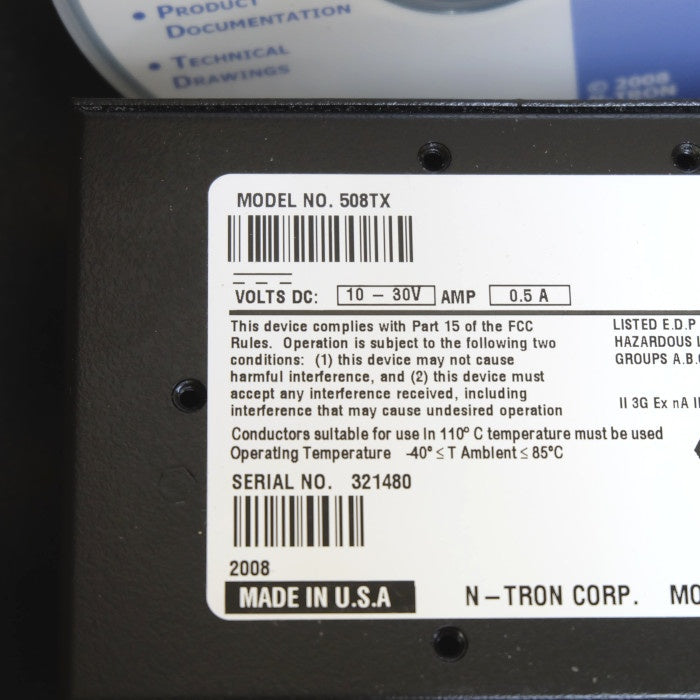 • PRODUCT
DOCUMENTATION
• TECHNICAL
DRAWINGS
© 2008
MODEL NO. 508TX
VOLTS DC: 10 – 30V AMP 0.5 A
This device complies with Part 15 of the FCC
Rules. Operation is subject to the following two
conditions: (1) this device may not cause
harmful interference, and (2) this device must
accept any interference received, including
interference that may cause undesired operation
LISTED E.D.P
HAZARDOUS
GROUPS A.B.
II 3G Ex nA
Conductors suitable for use in 110° C temperature must be used
Operating Temperature -40° ≤ T Ambient ≤ 85°C
SERIAL NO. 321480
2008
MADE IN U.S.A
N–TRON CORP.